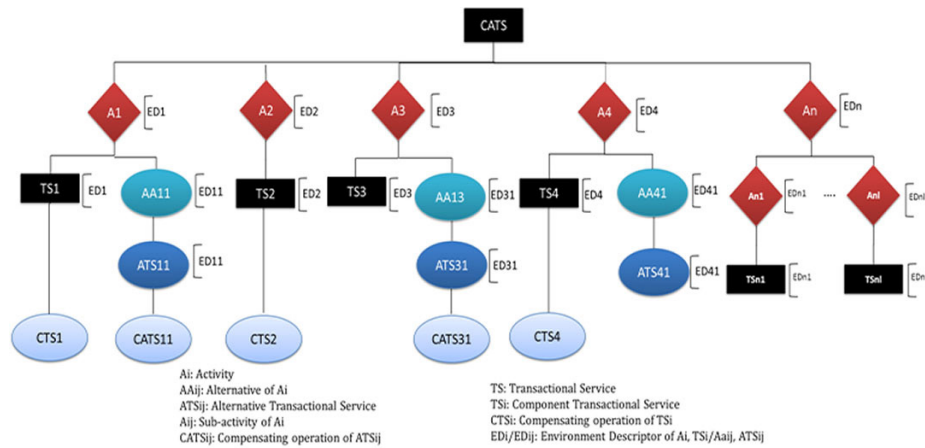 CATS
A1 ED1 A2 ED2 A3 ED3 A4 ED4 An EDn
TS1 ED1 AA11 ED11 TS2 ED2 TS3 ED3 AA13 ED31 TS4 ED4 AA41 ED41 An1 EDn1 .... Anl EDnl
ATS11 ED11 ATS31 ED31 ATS41 ED41 TSn1 EDn1 TSnl EDn
CTS1 CATS11 CTS2 CATS31 CTS4
Ai: Activity
AAij: Alternative of Ai
ATSij: Alternative Transactional Service
Aij: Sub-activity of Ai
CATSij: Compensating operation of ATSij
TS: Transactional Service
TSi: Component Transactional Service
CTSi: Compensating operation of TSi
EDi/EDij: Environment Descriptor of Ai, TSi/Aaij, ATSij